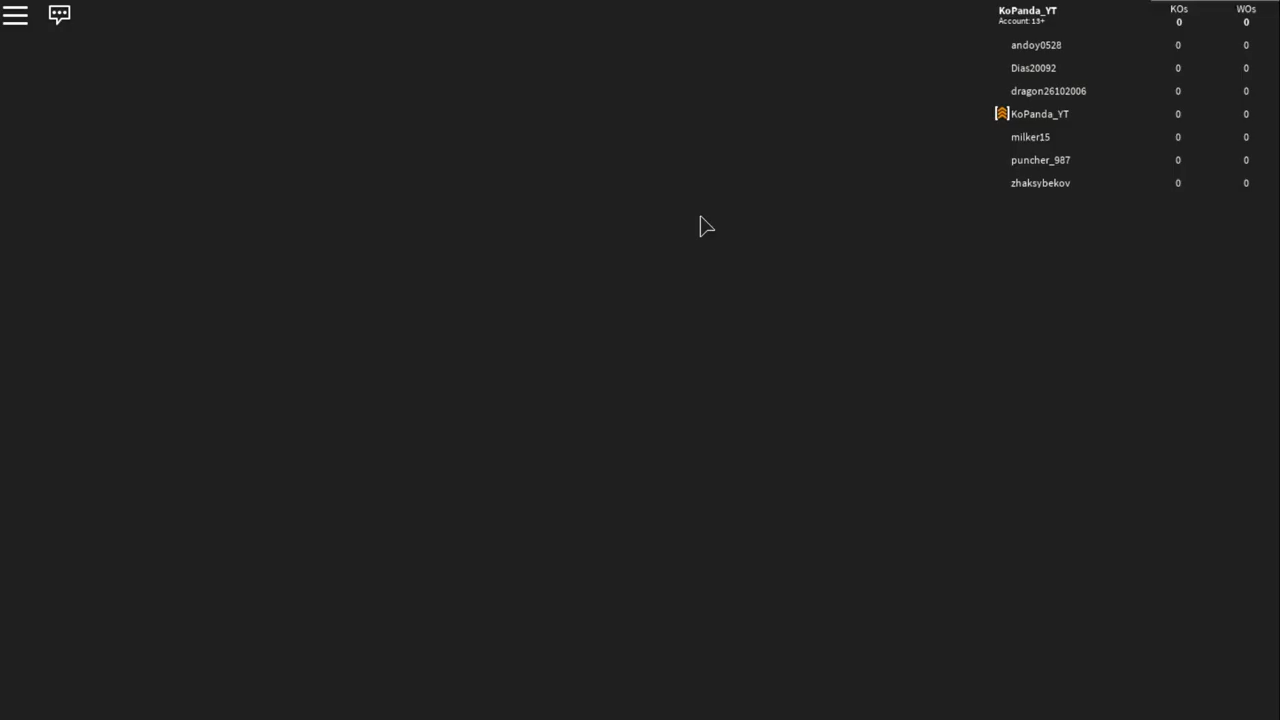 KoPanda_YT KOs WOs
Account: 13+ 0 0
andoy0528 0 0
Dias20092 0 0
dragon26102006 0 0
KoPanda_YT 0 0
milker15 0 0
puncher_987 0 0
zhaksybekov 0 0